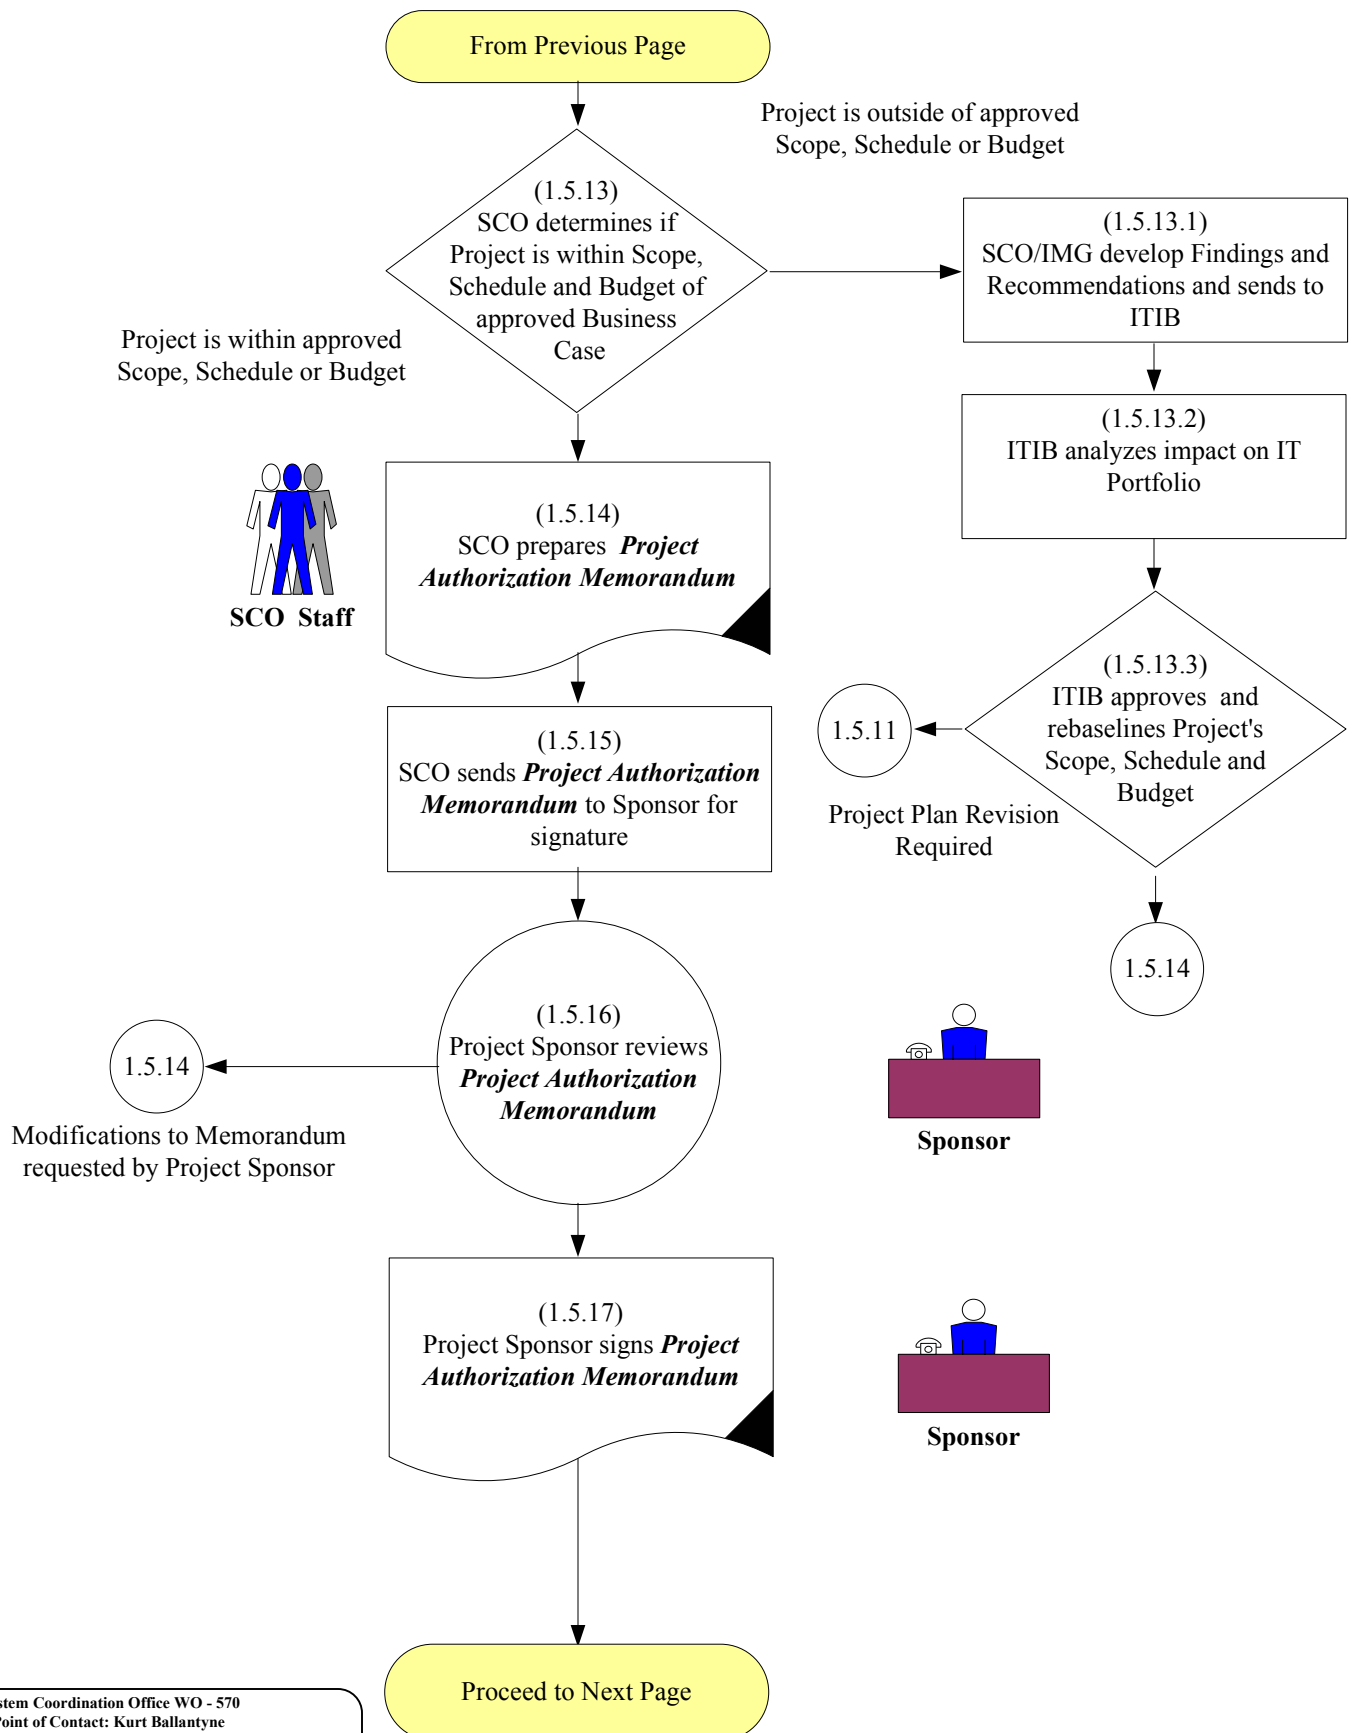 From Previous Page
Project is outside of approved
Scope, Schedule or Budget
(1.5.13)
SCO determines if
Project is within Scope,
Schedule and Budget of
approved Business
Case
(1.5.13.1)
SCO/IMG develop Findings and
Recommendations and sends to
ITIB
Project is within approved
Scope, Schedule or Budget
(1.5.13.2)
ITIB analyzes impact on IT
Portfolio
(1.5.14)
SCO prepares Project
Authorization Memorandum
SCO Staff
(1.5.13.3)
ITIB approves and
rebaselines Project's
Scope, Schedule and
Budget
1.5.11
Project Plan Revision
Required
(1.5.15)
SCO sends Project Authorization
Memorandum to Sponsor for
signature
1.5.14
(1.5.16)
Project Sponsor reviews
Project Authorization
Memorandum
1.5.14
Modifications to Memorandum
requested by Project Sponsor
Sponsor
(1.5.17)
Project Sponsor signs Project
Authorization Memorandum
Sponsor
Proceed to Next Page
stem Coordination Office WO - 570
oint of Contact: Kurt Ballantyne